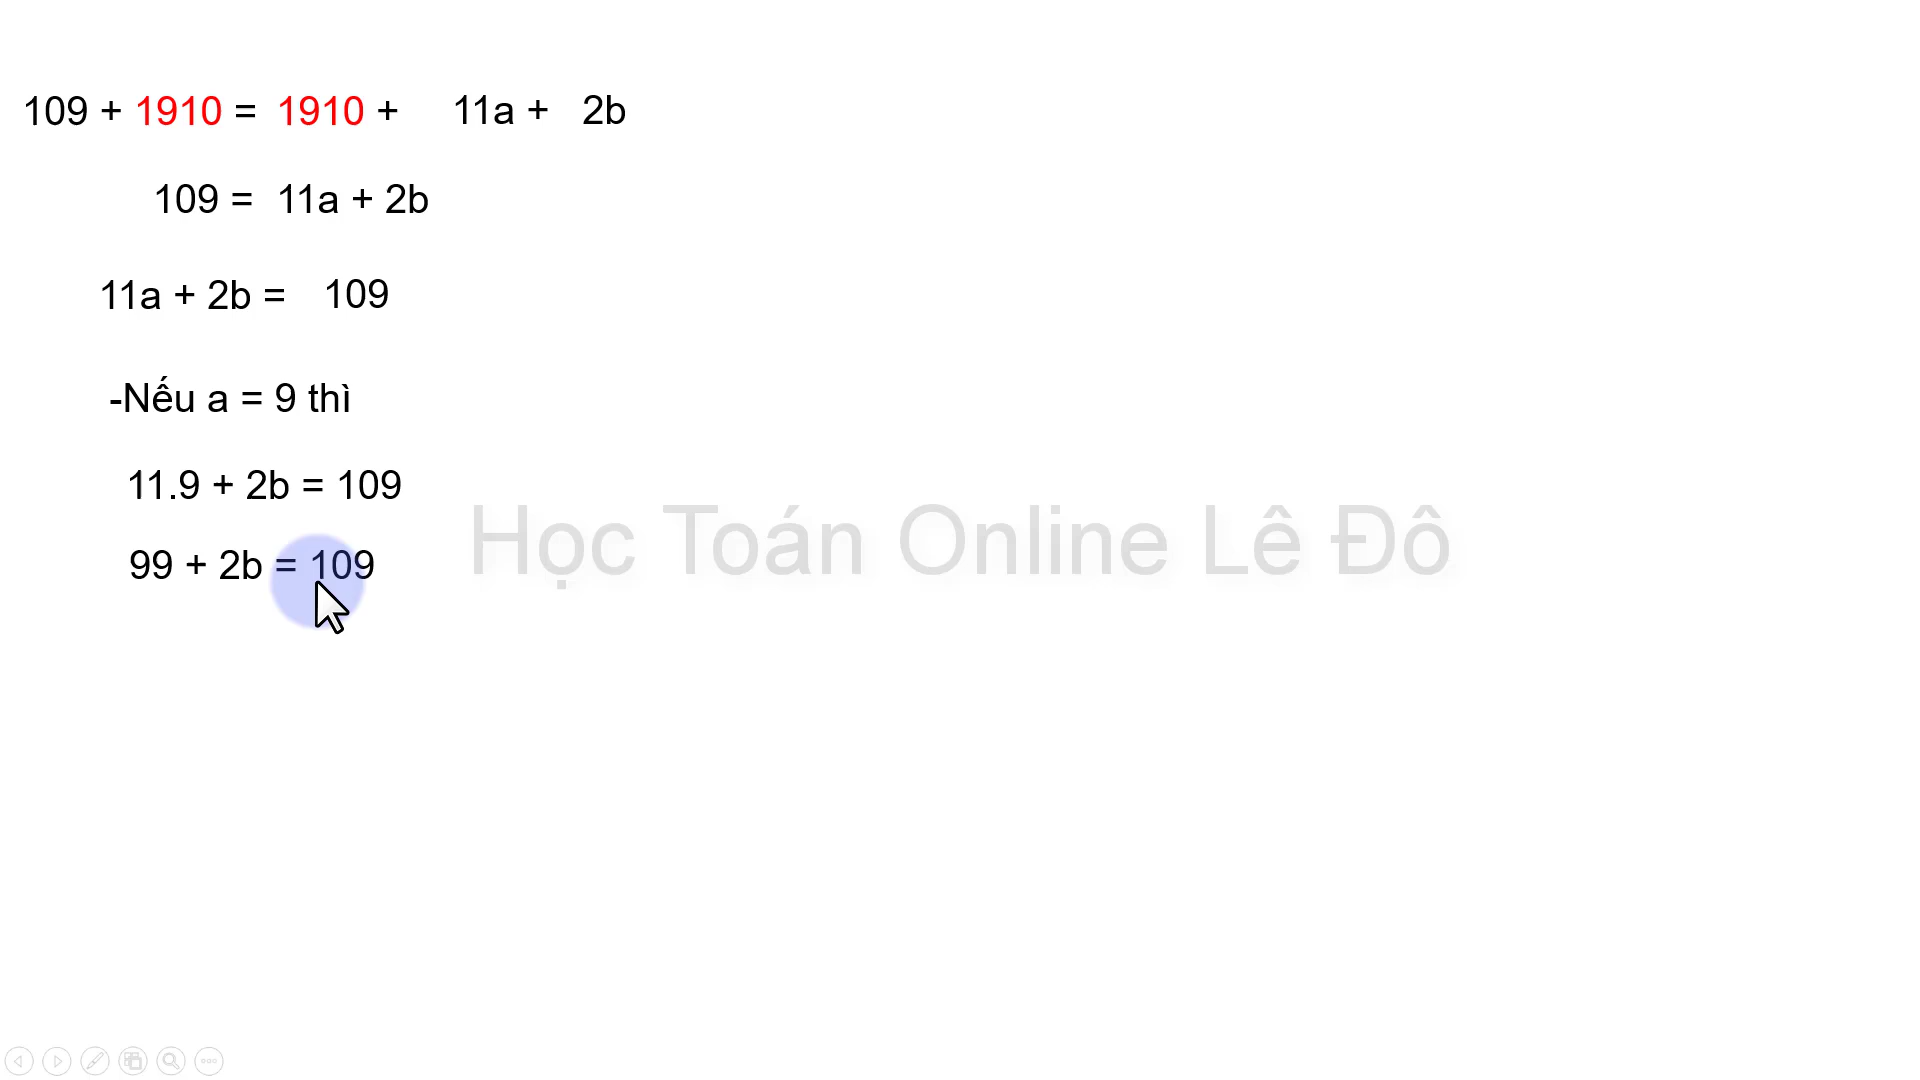 109 + 1910 = 1910 + 11a + 2b
109 = 11a + 2b
11a + 2b = 109
-Nếu a = 9 thì
11.9 + 2b = 109
Học Toán Online Lê Đô
99 + 2b = 109